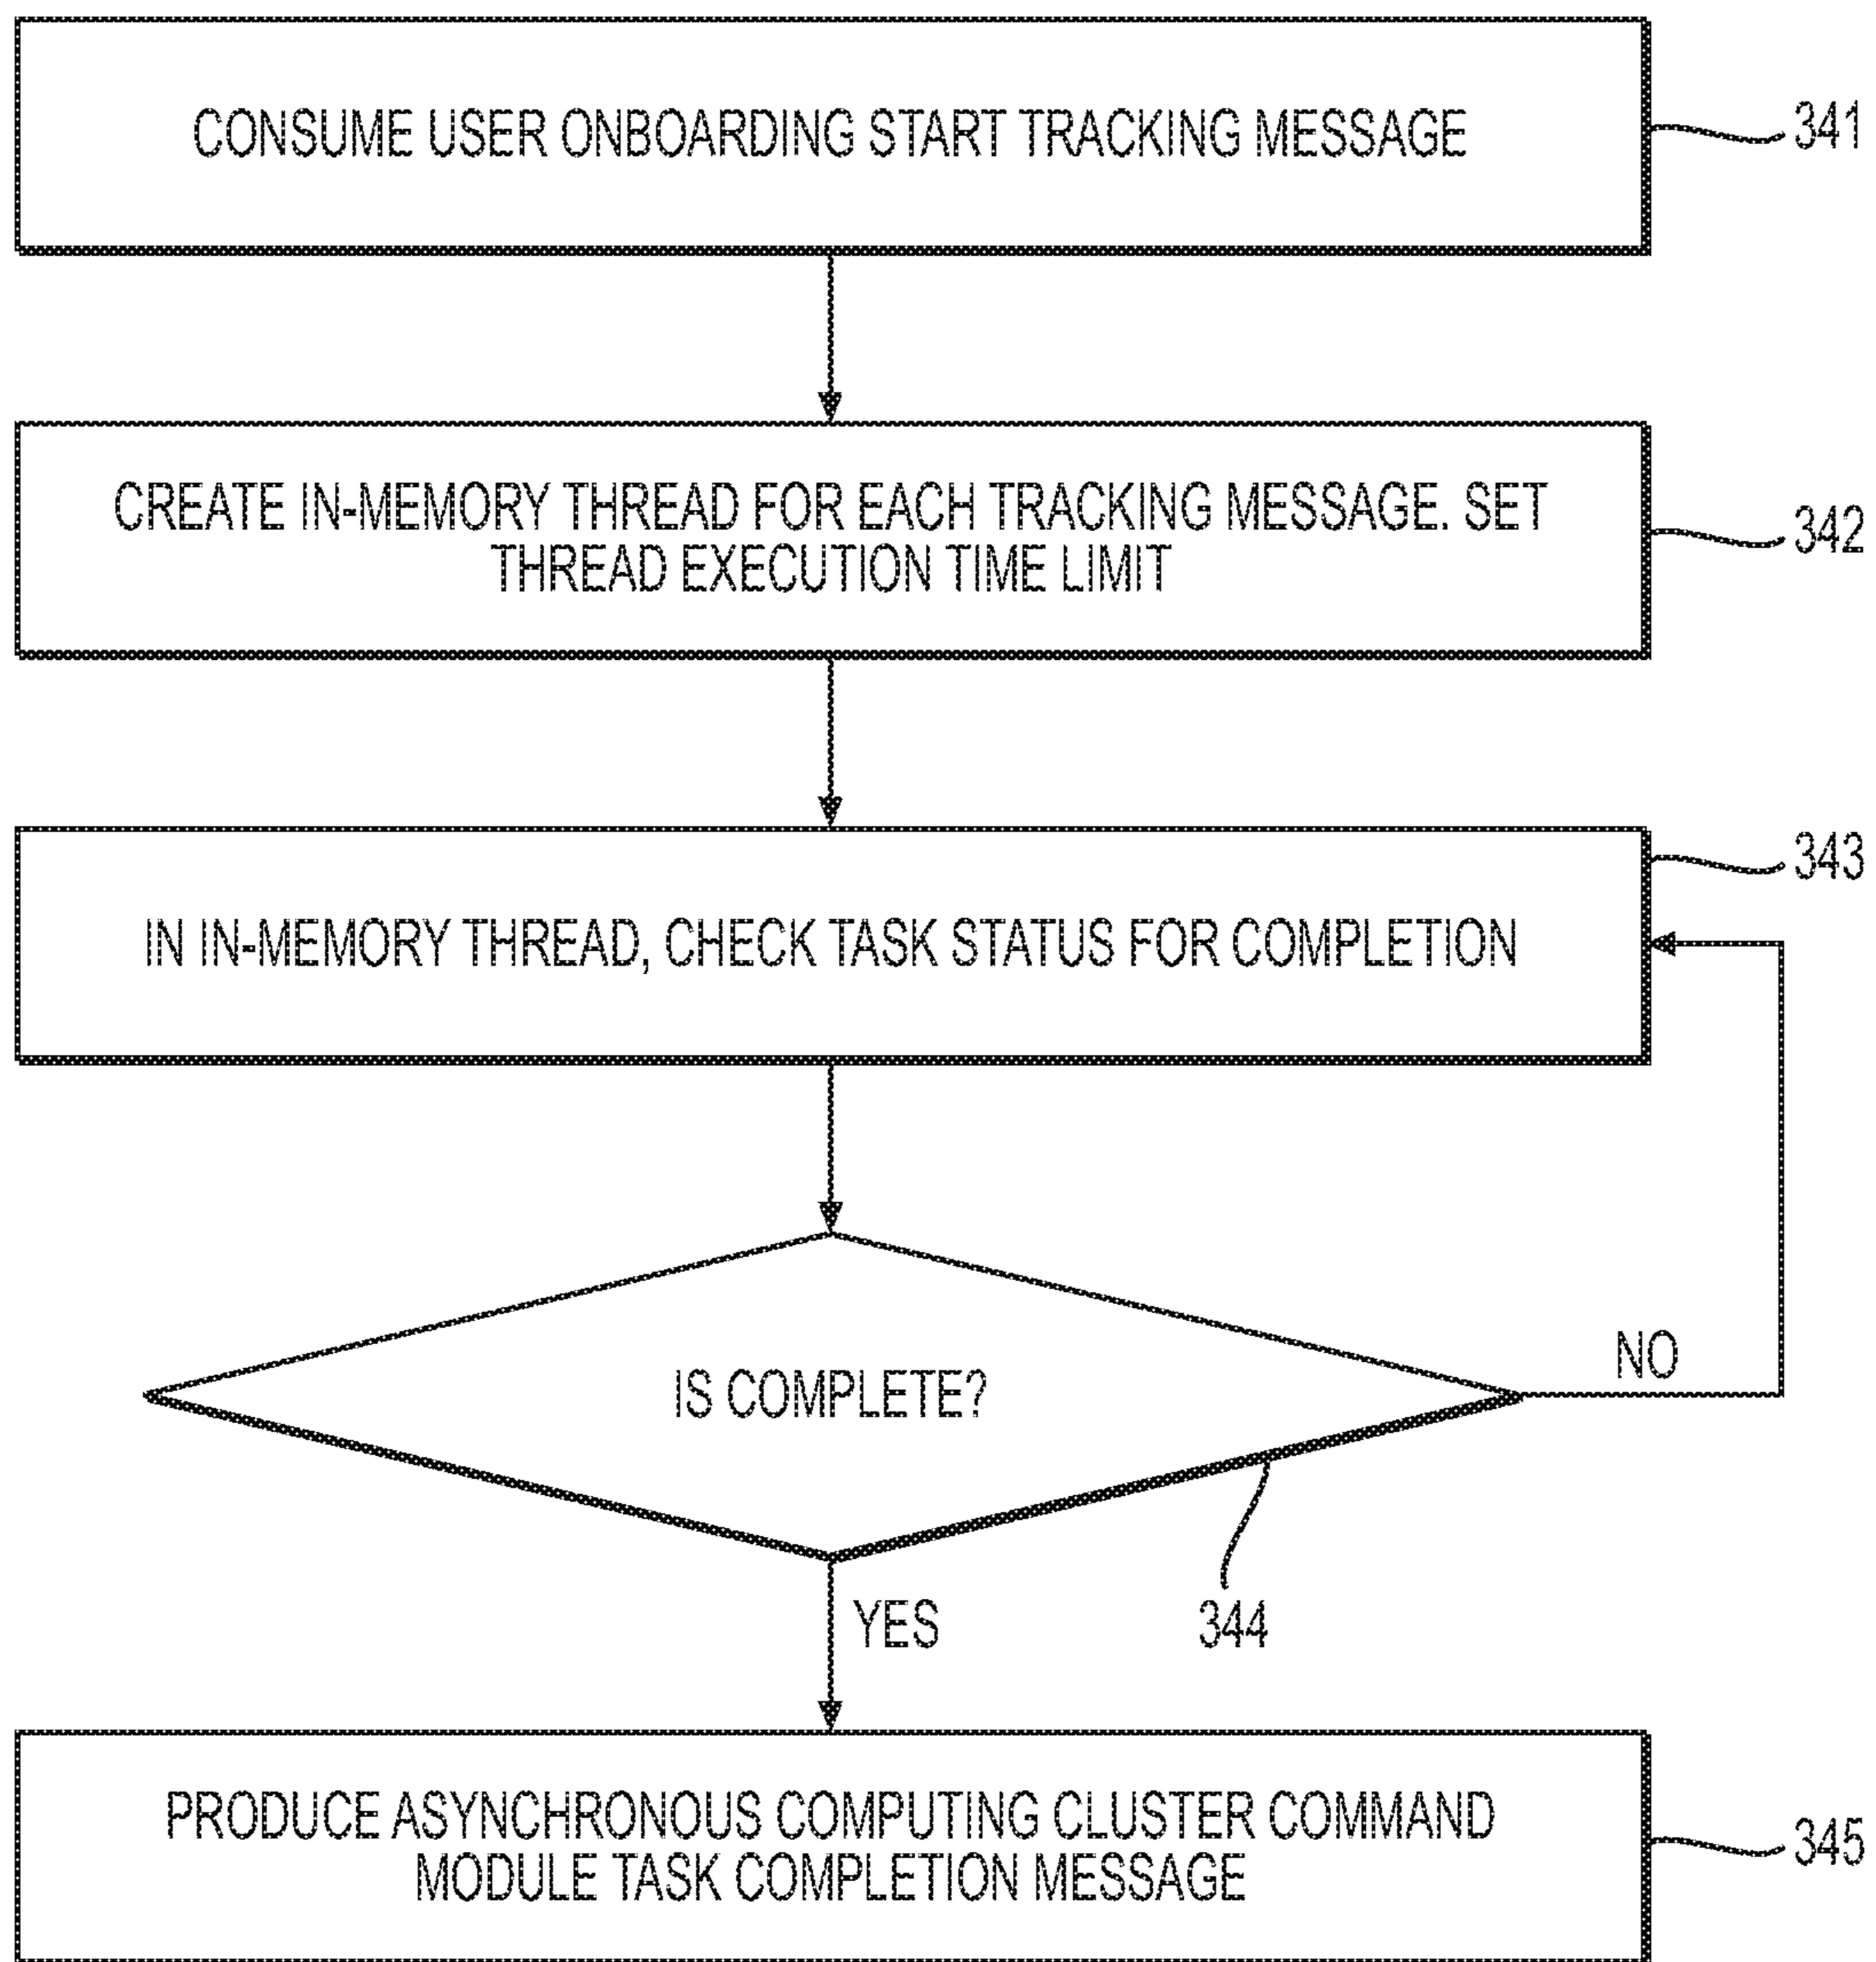 CONSUME USER ONBOARDING START TRACKING MESSAGE
341
CREATE IN-MEMORY THREAD FOR EACH TRACKING MESSAGE. SET
THREAD EXECUTION TIME LIMIT
342
343
IN IN-MEMORY THREAD, CHECK TASK STATUS FOR COMPLETION
IS COMPLETE?
NO
YES
344
PRODUCE ASYNCHRONOUS COMPUTING CLUSTER COMMAND
MODULE TASK COMPLETION MESSAGE
345